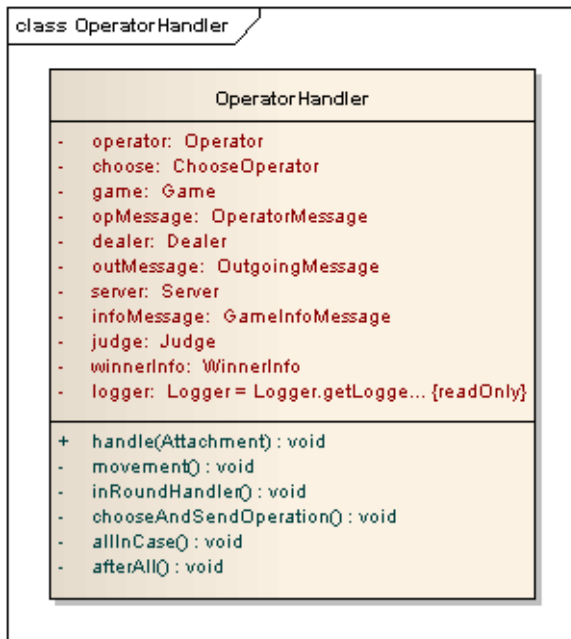 class OperatorHandler
OperatorHandler
- operator: Operator
- choose: ChooseOperator
- game: Game
- opMessage: OperatorMessage
- dealer: Dealer
- outMessage: OutgoingMessage
- server: Server
- infoMessage: GameInfoMessage
- judge: Judge
- winnerInfo: WinnerInfo
- logger: Logger = Logger.getLogge... {readOnly}
+ handle(Attachment) : void
- movement() : void
- inRoundHandler() : void
- chooseAndSendOperation() : void
- allInCase() : void
- afterAll() : void